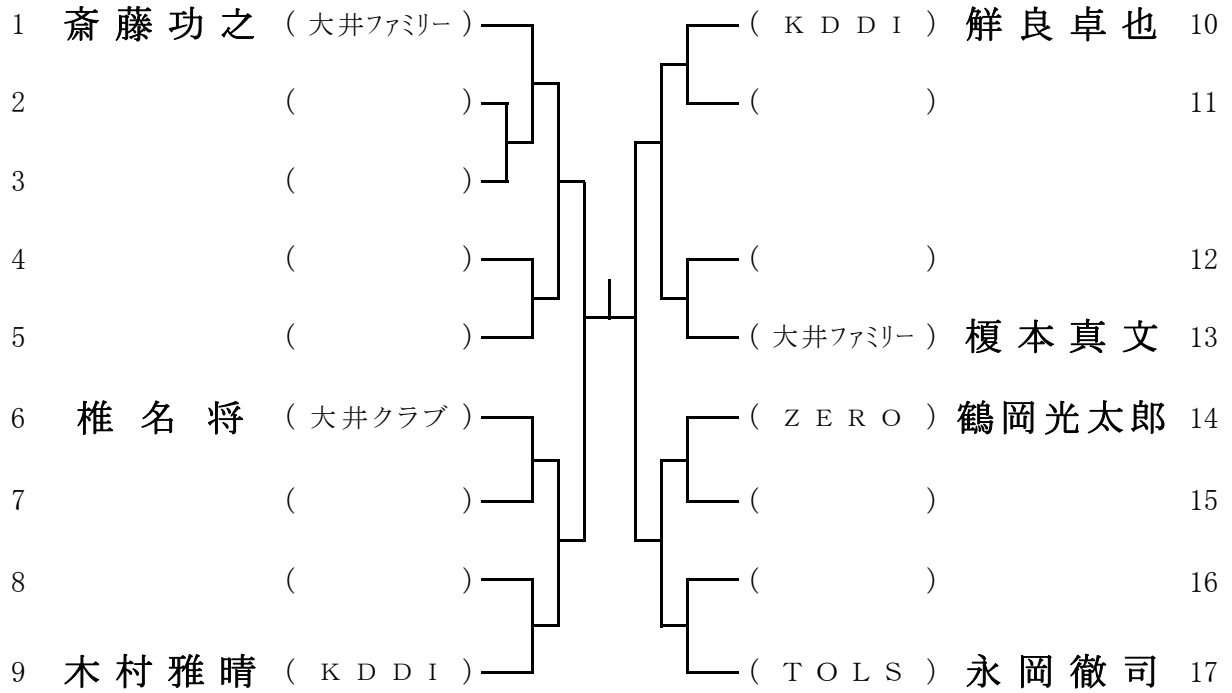 1 斎藤功之 (大井ファミリー) (KDDI) 鮮良卓也 10
2 ( ) ( ) 11
3 ( )
4 ( ) ( ) 12
5 ( ) (大井ファミリー) 榎本真文 13
6 椎名将 (大井クラブ) (ZERO) 鶴岡光太郎 14
7 ( ) ( ) 15
8 ( ) ( ) 16
9 木村雅晴 (KDDI) (TOLS) 永岡徹司 17